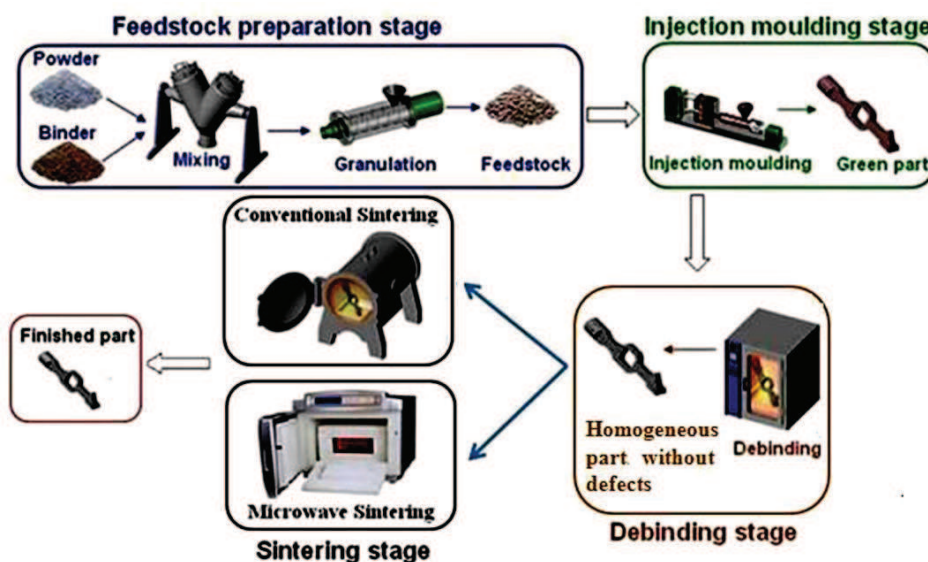 Feedstock preparation stage
Injection moulding stage
Powder
Binder
Mixing
Granulation
Feedstock
Injection moulding
Green part
Conventional Sintering
Finished part
Homogeneous
part without
defects
Debinding
Microwave Sintering
Sintering stage
Debinding stage